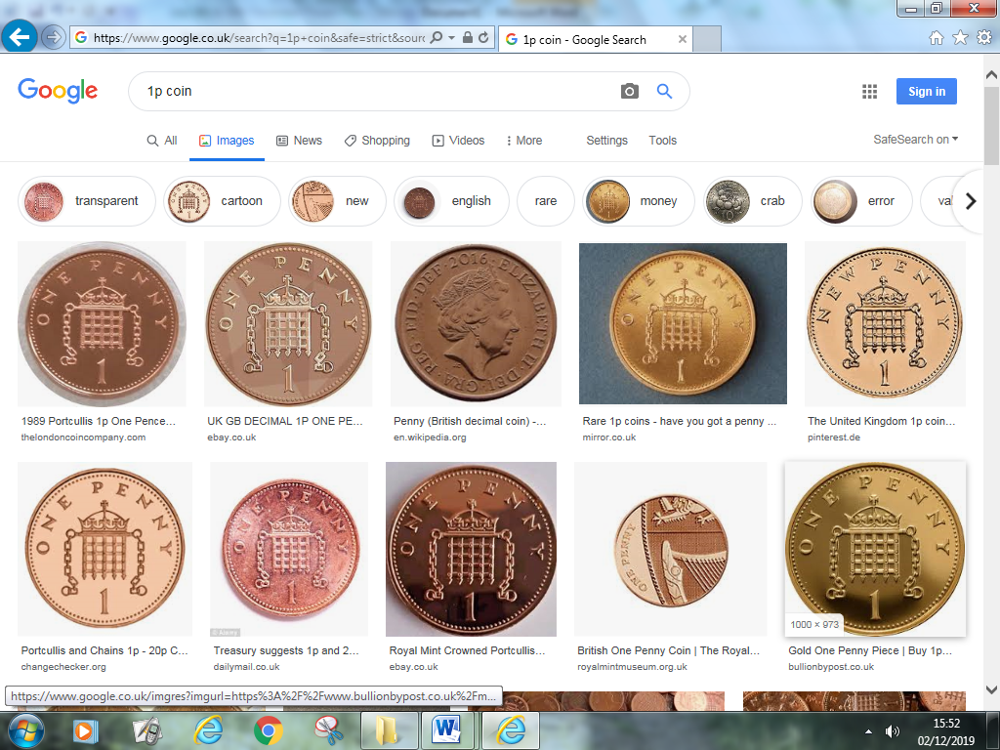 https://www.google.co.uk/search?q=1p+coin&safe=strict&sourc
1p coin - Google Search
Google
1p coin
Sign in
All
Images
News
Shopping
Videos
More
Settings
Tools
SafeSearch on
transparent
cartoon
new
english
rare
money
crab
error
val
ONE PENNY
1
ONE PENNY
1
ELIZABETH II·DEI·GRA·REG·FID·DEF·2016
ONE PENNY
1
NEW PENNY
1
1989 Portcullis 1p One Pence...
UK GB DECIMAL 1P ONE PE...
Penny (British decimal coin) -...
Rare 1p coins - have you got a penny ...
The United Kingdom 1p coin...
thelondoncoincompany.com
ebay.co.uk
en.wikipedia.org
mirror.co.uk
pinterest.de
ONE PENNY
1
ONE PENNY
1
© Alamy
ONE PENNY
1
ONE PENNY
ONE PENNY
1
1000 × 973
Portcullis and Chains 1p - 20p C...
Treasury suggests 1p and 2...
Royal Mint Crowned Portcullis...
British One Penny Coin | The Royal...
Gold One Penny Piece | Buy 1p...
changechecker.org
dailymail.co.uk
ebay.co.uk
royalmintmuseum.org.uk
bullionbypost.co.uk
https://www.google.co.uk/imgres?imgurl=https%3A%2F%2Fwww.bullionbypost.co.uk%2Fm...
15:52
02/12/2019